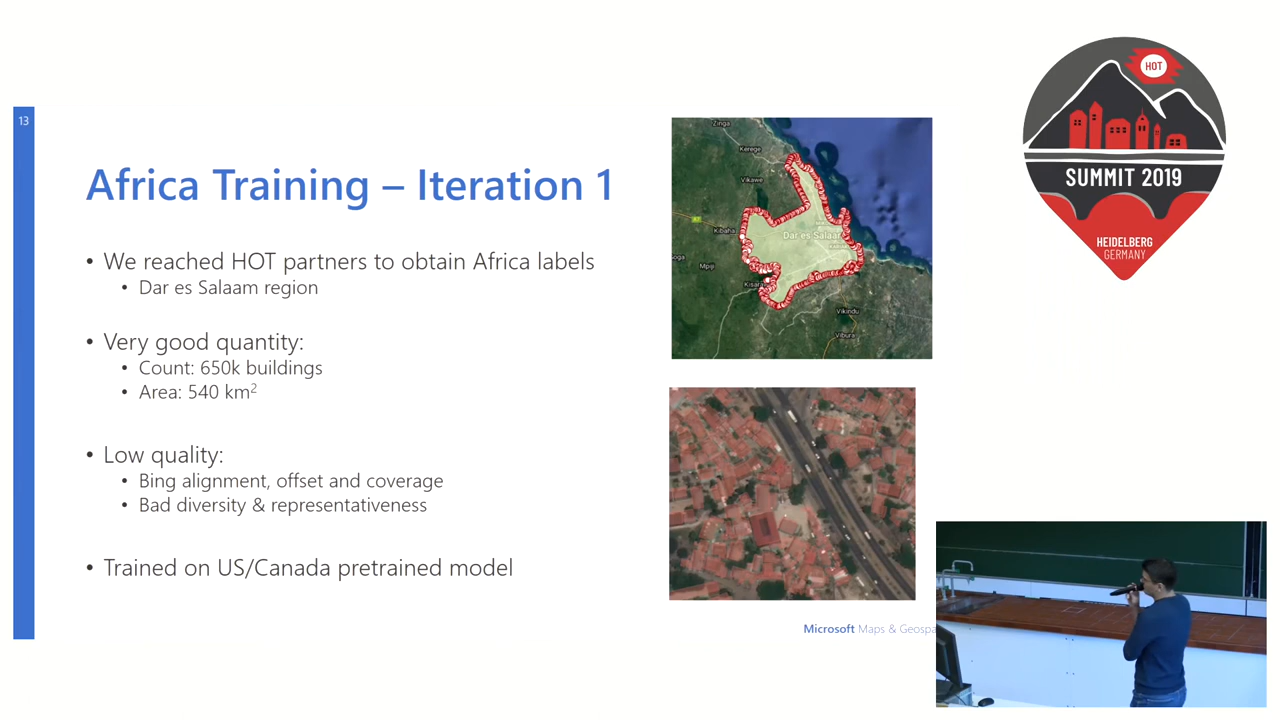 13
Africa Training – Iteration 1
• We reached HOT partners to obtain Africa labels
• Dar es Salaam region
• Very good quantity:
• Count: 650k buildings
• Area: 540 km²
• Low quality:
• Bing alignment, offset and coverage
• Bad diversity & representativeness
• Trained on US/Canada pretrained model
Zinga
Kerege
Vikawe
Kibaha
Dar es Salaam
Mpiji
Vikindu
Microsoft Maps & Geospa
HOT
SUMMIT 2019
HEIDELBERG
GERMANY